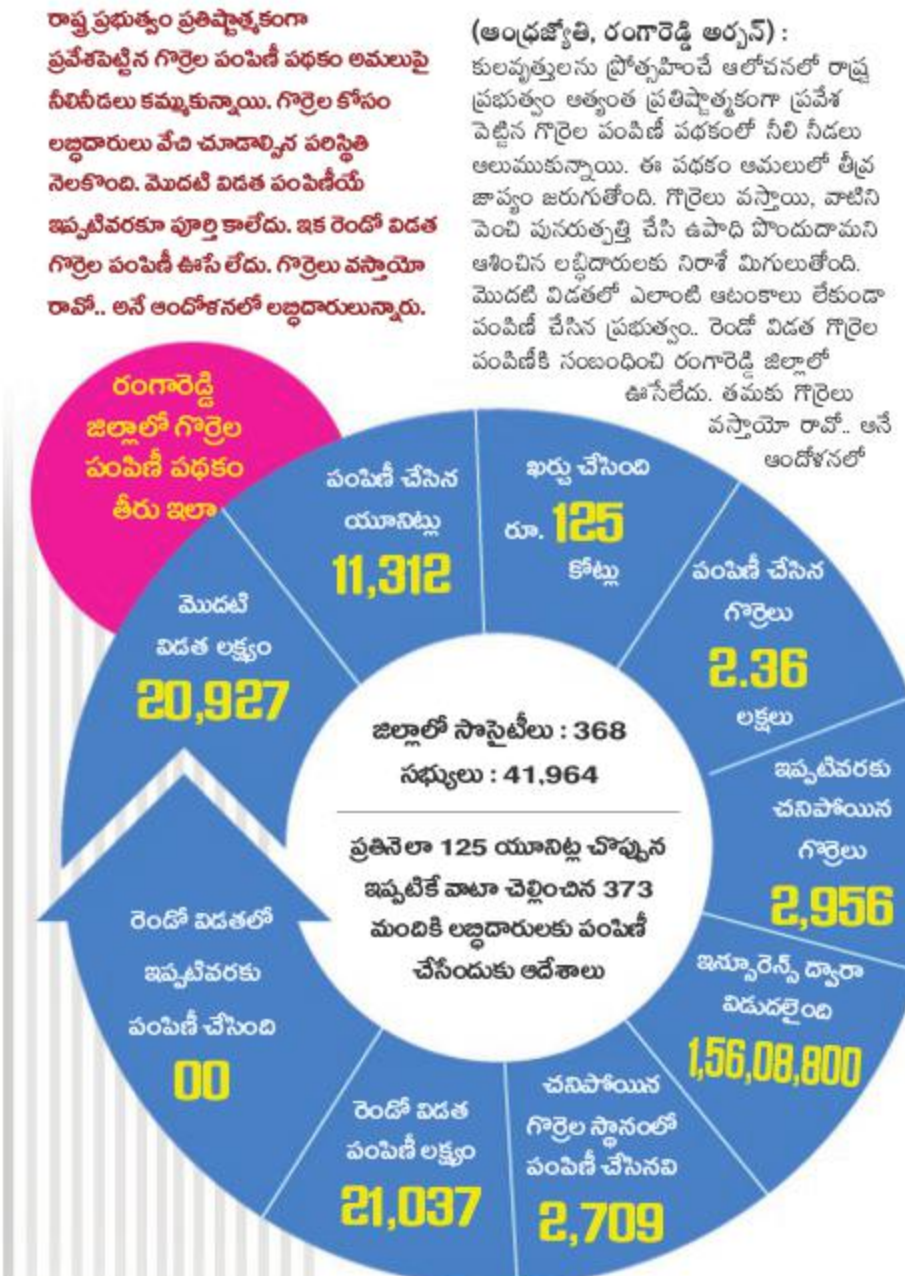 రాష్ట్ర ప్రభుత్వం ప్రతిష్టాత్మకంగా
ప్రవేశపెట్టిన గొర్రెల పంపిణీ పథకం అమలుపై
నీలినీడలు కమ్ముకున్నాయి. గొర్రెల కోసం
లబ్ధిదారులు వేచి చూడాల్సిన పరిస్థితి
నెలకొంది. మొదటి విడత పంపిణీయే
ఇప్పటివరకూ పూర్తి కాలేదు. ఇక రెండో విడత
గొర్రెల పంపిణీ ఊసే లేదు. గొర్రెలు వస్తాయో
రావో.. అనే ఆందోళనలో లబ్ధిదారులున్నారు.
(ఆంధ్రజ్యోతి, రంగారెడ్డి అర్బన్) :
కులవృత్తులను ప్రోత్సహించే ఆలోచనలో రాష్ట్ర
ప్రభుత్వం అత్యంత ప్రతిష్టాత్మకంగా ప్రవేశ
పెట్టిన గొర్రెల పంపిణీ పథకంలో నీలి నీడలు
అలుముకున్నాయి. ఈ పథకం అమలులో తీవ్ర
జాప్యం జరుగుతోంది. గొర్రెలు వస్తాయి, వాటిని
పెంచి పునరుత్పత్తి చేసి ఉపాధి పొందుదామని
ఆశించిన లబ్ధిదారులకు నిరాశే మిగులుతోంది.
మొదటి విడతలో ఎలాంటి ఆటంకాలు లేకుండా
పంపిణీ చేసిన ప్రభుత్వం.. రెండో విడత గొర్రెల
పంపిణీకి సంబంధించి రంగారెడ్డి జిల్లాలో
ఊసేలేదు. తమకు గొర్రెలు
వస్తాయో రావో.. అనే
ఆందోళనలో
రంగారెడ్డి
జిల్లాలో గొర్రెల
పంపిణీ పథకం
తీరు ఇలా
మొదటి
విడత లక్ష్యం
20,927
పంపిణీ చేసిన
యూనిట్లు
11,312
ఖర్చు చేసింది
రూ. 125
కోట్లు
పంపిణీ చేసిన
గొర్రెలు
2.36
లక్షలు
ఇప్పటివరకు
చనిపోయిన
గొర్రెలు
2,956
ఇన్సూరెన్స్ ద్వారా
విడుదలైంది
1,56,08,800
చనిపోయిన
గొర్రెల స్థానంలో
పంపిణీ చేసినవి
2,709
రెండో విడత
పంపిణీ లక్ష్యం
21,037
రెండో విడతలో
ఇప్పటివరకు
పంపిణీ చేసింది
00
జిల్లాలో సొసైటీలు : 368
సభ్యులు : 41,964
ప్రతినెలా 125 యూనిట్ల చొప్పున
ఇప్పటికే వాటా చెల్లించిన 373
మందికి లబ్ధిదారులకు పంపిణీ
చేసేందుకు ఆదేశాలు